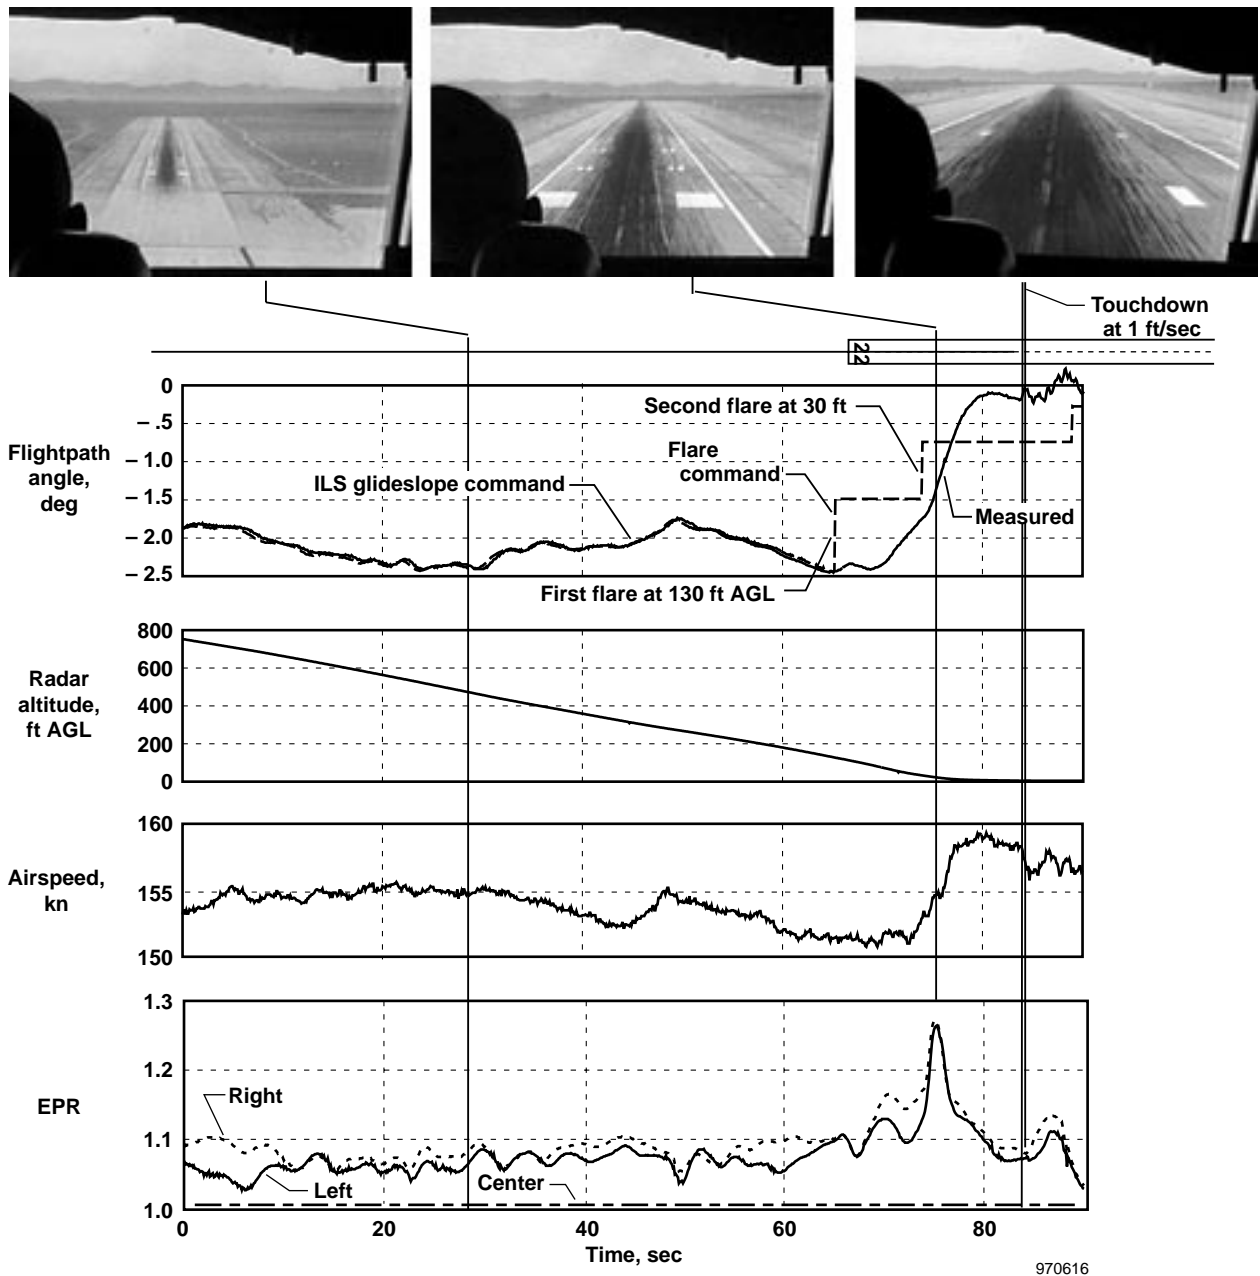 Touchdown
at 1 ft/sec
22
0
– .5
– 1.0
– 1.5
– 2.0
– 2.5
Flightpath
angle,
deg
Second flare at 30 ft
Flare
command
ILS glideslope command
Measured
First flare at 130 ft AGL
800
600
400
200
0
Radar
altitude,
ft AGL
160
155
150
Airspeed,
kn
1.3
1.2
1.1
1.0
EPR
Right
Left
Center
0 20 40 60 80
Time, sec
970616